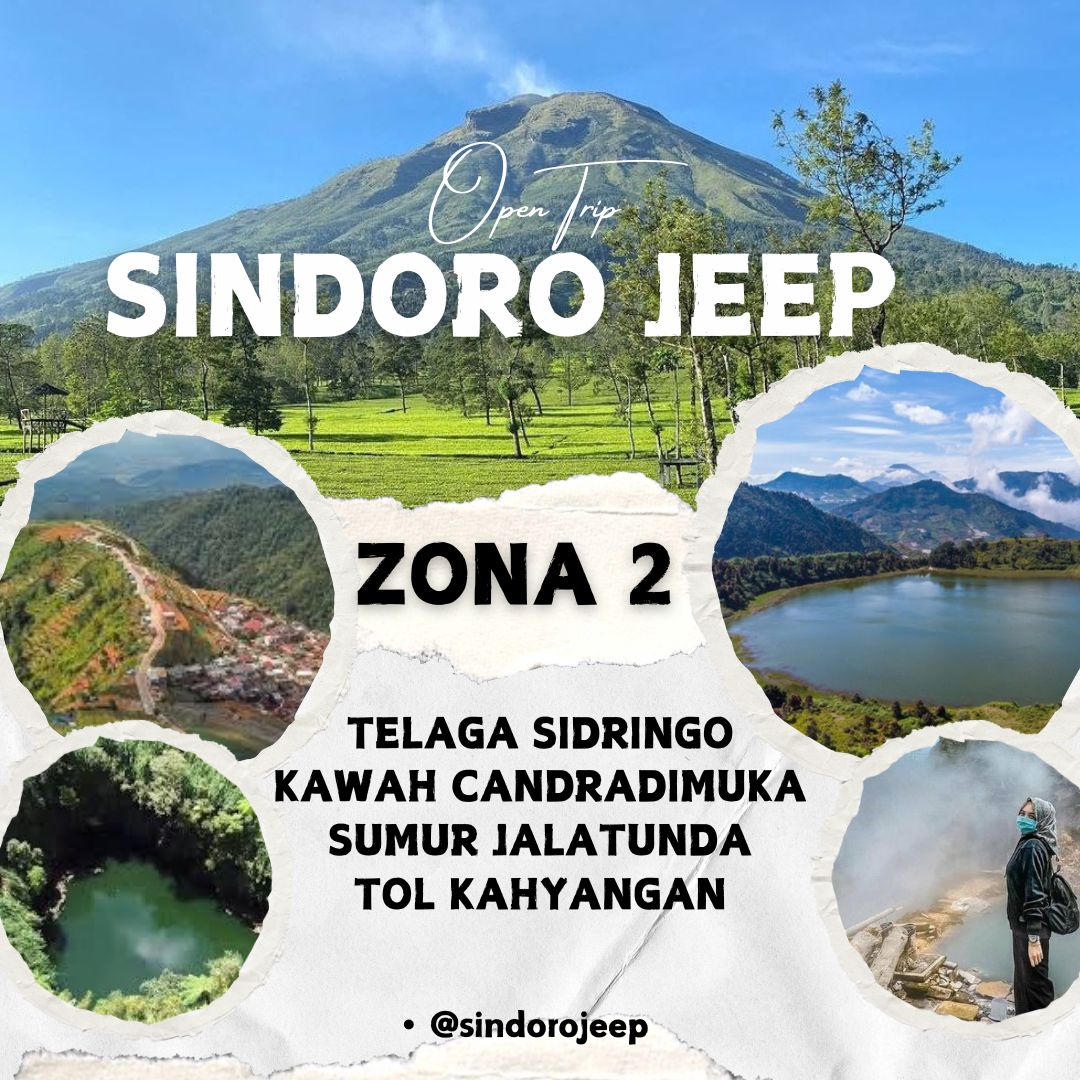 Open Trip
SINDORO JEEP
ZONA 2
TELAGA SIDRINGO
KAWAH CANDRADIMUKA
SUMUR JALATUNDA
TOL KAHYANGAN
• @sindorojeep